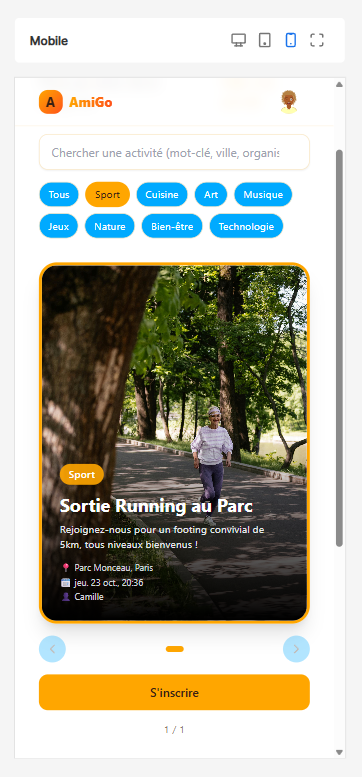 Mobile
A AmiGo
Chercher une activité (mot-clé, ville, organis
Tous Sport Cuisine Art Musique
Jeux Nature Bien-être Technologie
Sport
Sortie Running au Parc
Rejoignez-nous pour un footing convivial de
5km, tous niveaux bienvenus !
Parc Monceau, Paris
jeu. 23 oct., 20:36
Camille
S'inscrire
1 / 1